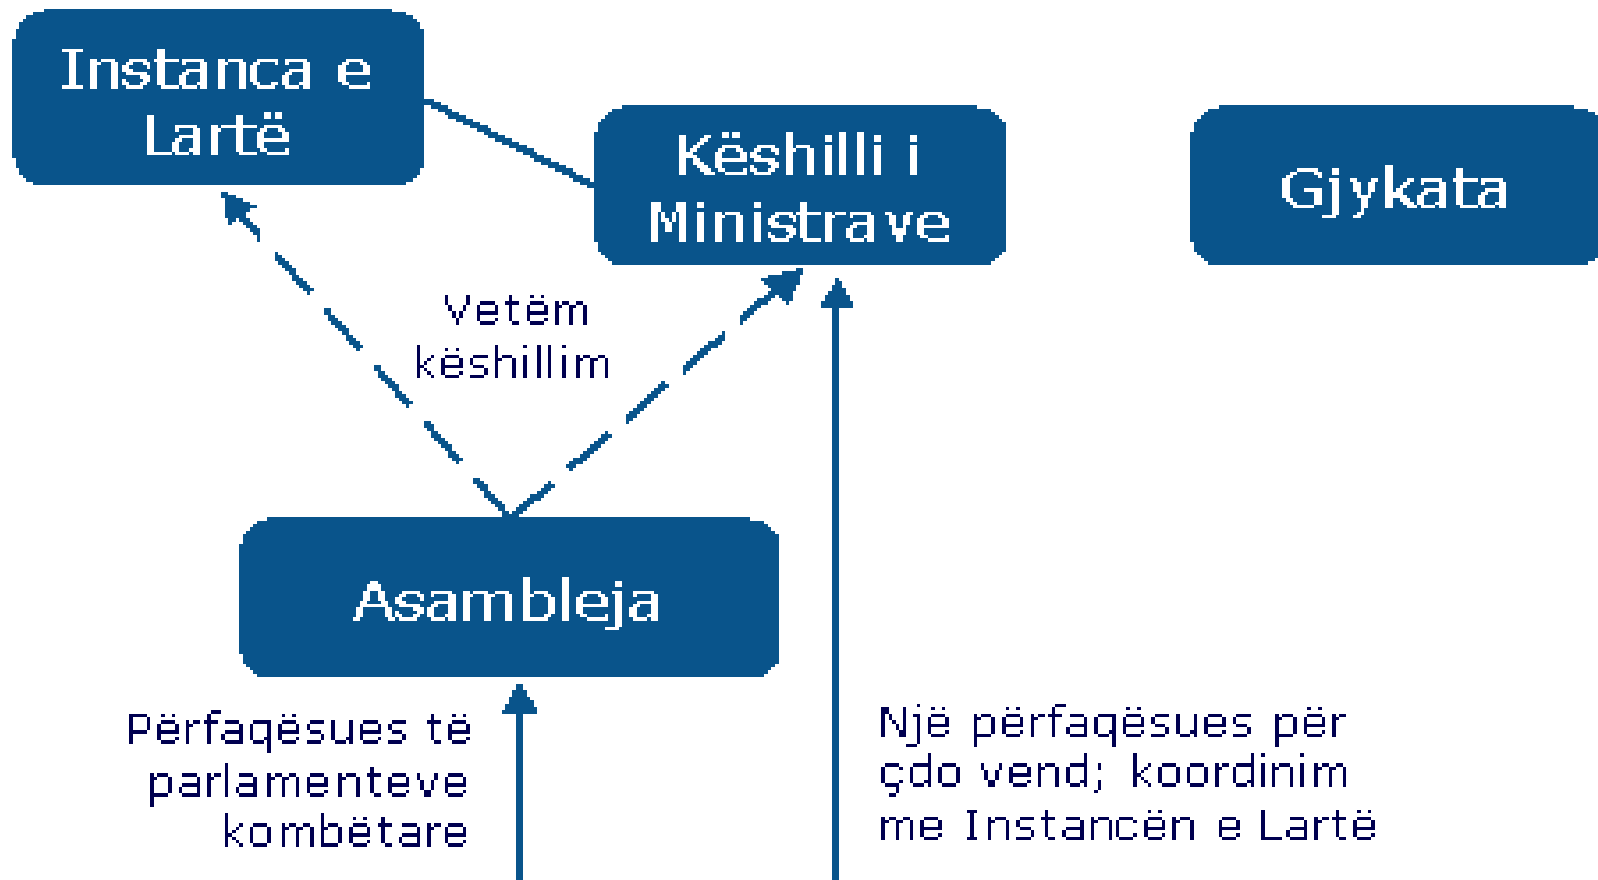 Instanca e
Lartë
Këshilli i
Ministrave
Gjykata
Vetëm
këshillim
Asambleja
Përfaqësues të
parlamenteve
kombëtare
Një përfaqësues për
çdo vend; koordinim
me Instancën e Lartë